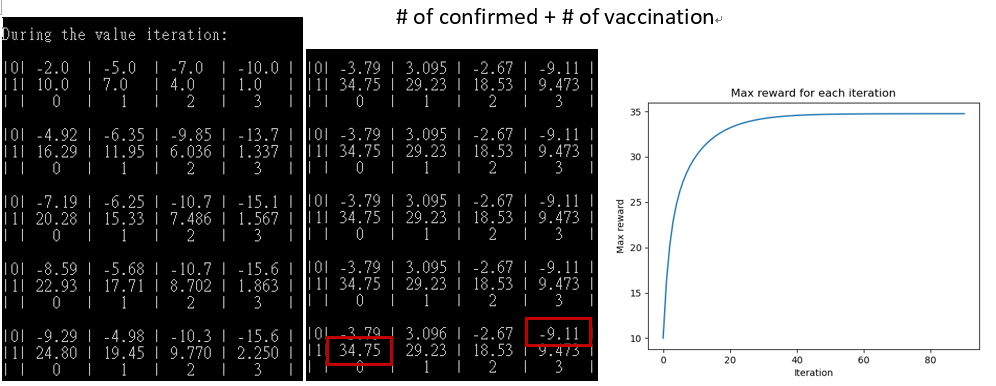 # of confirmed + # of vaccination
During the value iteration:
|0| -2.0 | -5.0 | -7.0 | -10.0 |
|1| 10.0 | 7.0 | 4.0 | 1.0 |
| | 0 | 1 | 2 | 3 |
|0| -4.92 | -6.35 | -9.85 | -13.7 |
|1| 16.29 | 11.95 | 6.036 | 1.337 |
| | 0 | 1 | 2 | 3 |
|0| -7.19 | -6.25 | -10.7 | -15.1 |
|1| 20.28 | 15.33 | 7.486 | 1.567 |
| | 0 | 1 | 2 | 3 |
|0| -8.59 | -5.68 | -10.7 | -15.6 |
|1| 22.93 | 17.71 | 8.702 | 1.863 |
| | 0 | 1 | 2 | 3 |
|0| -9.29 | -4.98 | -10.3 | -15.6 |
|1| 24.80 | 19.45 | 9.770 | 2.250 |
| | 0 | 1 | 2 | 3 |
|0| -3.79 | 3.095 | -2.67 | -9.11 |
|1| 34.75 | 29.23 | 18.53 | 9.473 |
| | 0 | 1 | 2 | 3 |
|0| -3.79 | 3.095 | -2.67 | -9.11 |
|1| 34.75 | 29.23 | 18.53 | 9.473 |
| | 0 | 1 | 2 | 3 |
|0| -3.79 | 3.095 | -2.67 | -9.11 |
|1| 34.75 | 29.23 | 18.53 | 9.473 |
| | 0 | 1 | 2 | 3 |
|0| -3.79 | 3.095 | -2.67 | -9.11 |
|1| 34.75 | 29.23 | 18.53 | 9.473 |
| | 0 | 1 | 2 | 3 |
|0| -3.79 | 3.096 | -2.67 | -9.11 |
|1| 34.75 | 29.23 | 18.53 | 9.473 |
| | 0 | 1 | 2 | 3 |
Max reward for each iteration
35
30
25
20
15
10
Max reward
0 20 40 60 80
Iteration